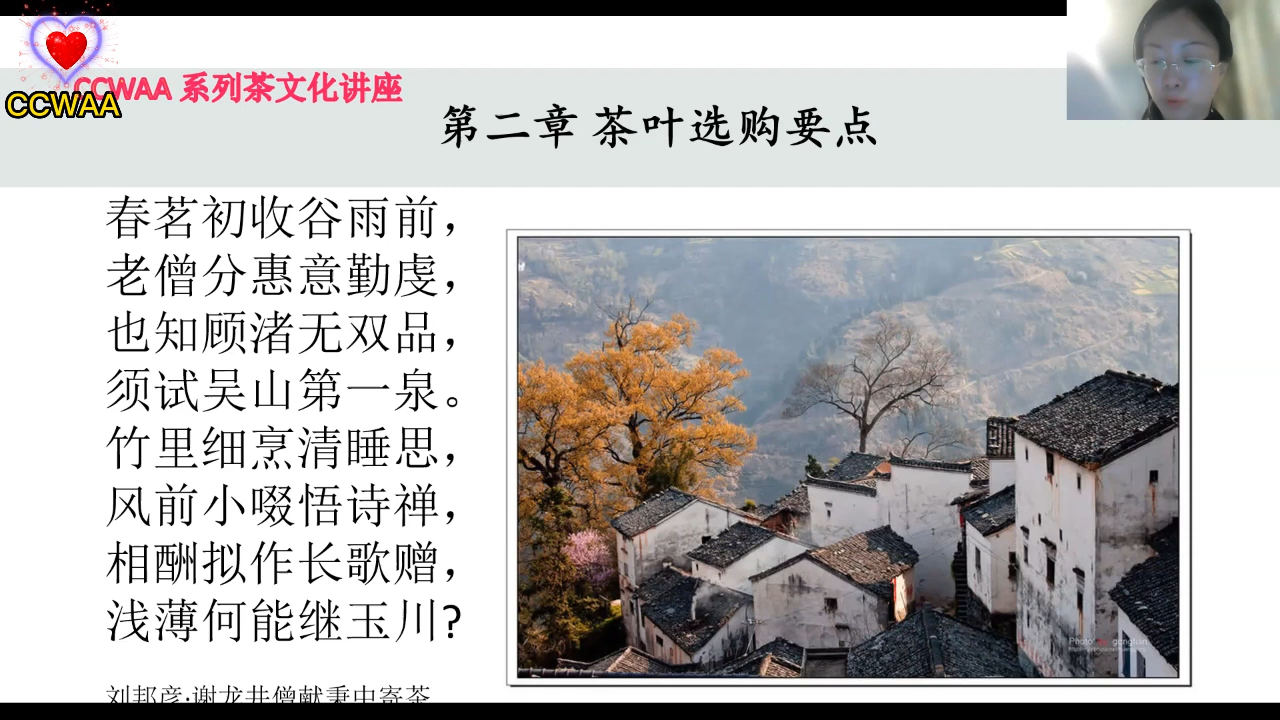 CCWAA 系列茶文化讲座
CCWAA
第二章 茶叶选购要点
春茗初收谷雨前，
老僧分惠意勤虔，
也知顾渚无双品，
须试吴山第一泉。
竹里细烹清睡思，
风前小啜悟诗禅，
相酬拟作长歌赠，
浅薄何能继玉川?
刘邦彦·谢龙井僧献秉中寄茶
Photo gongtuin